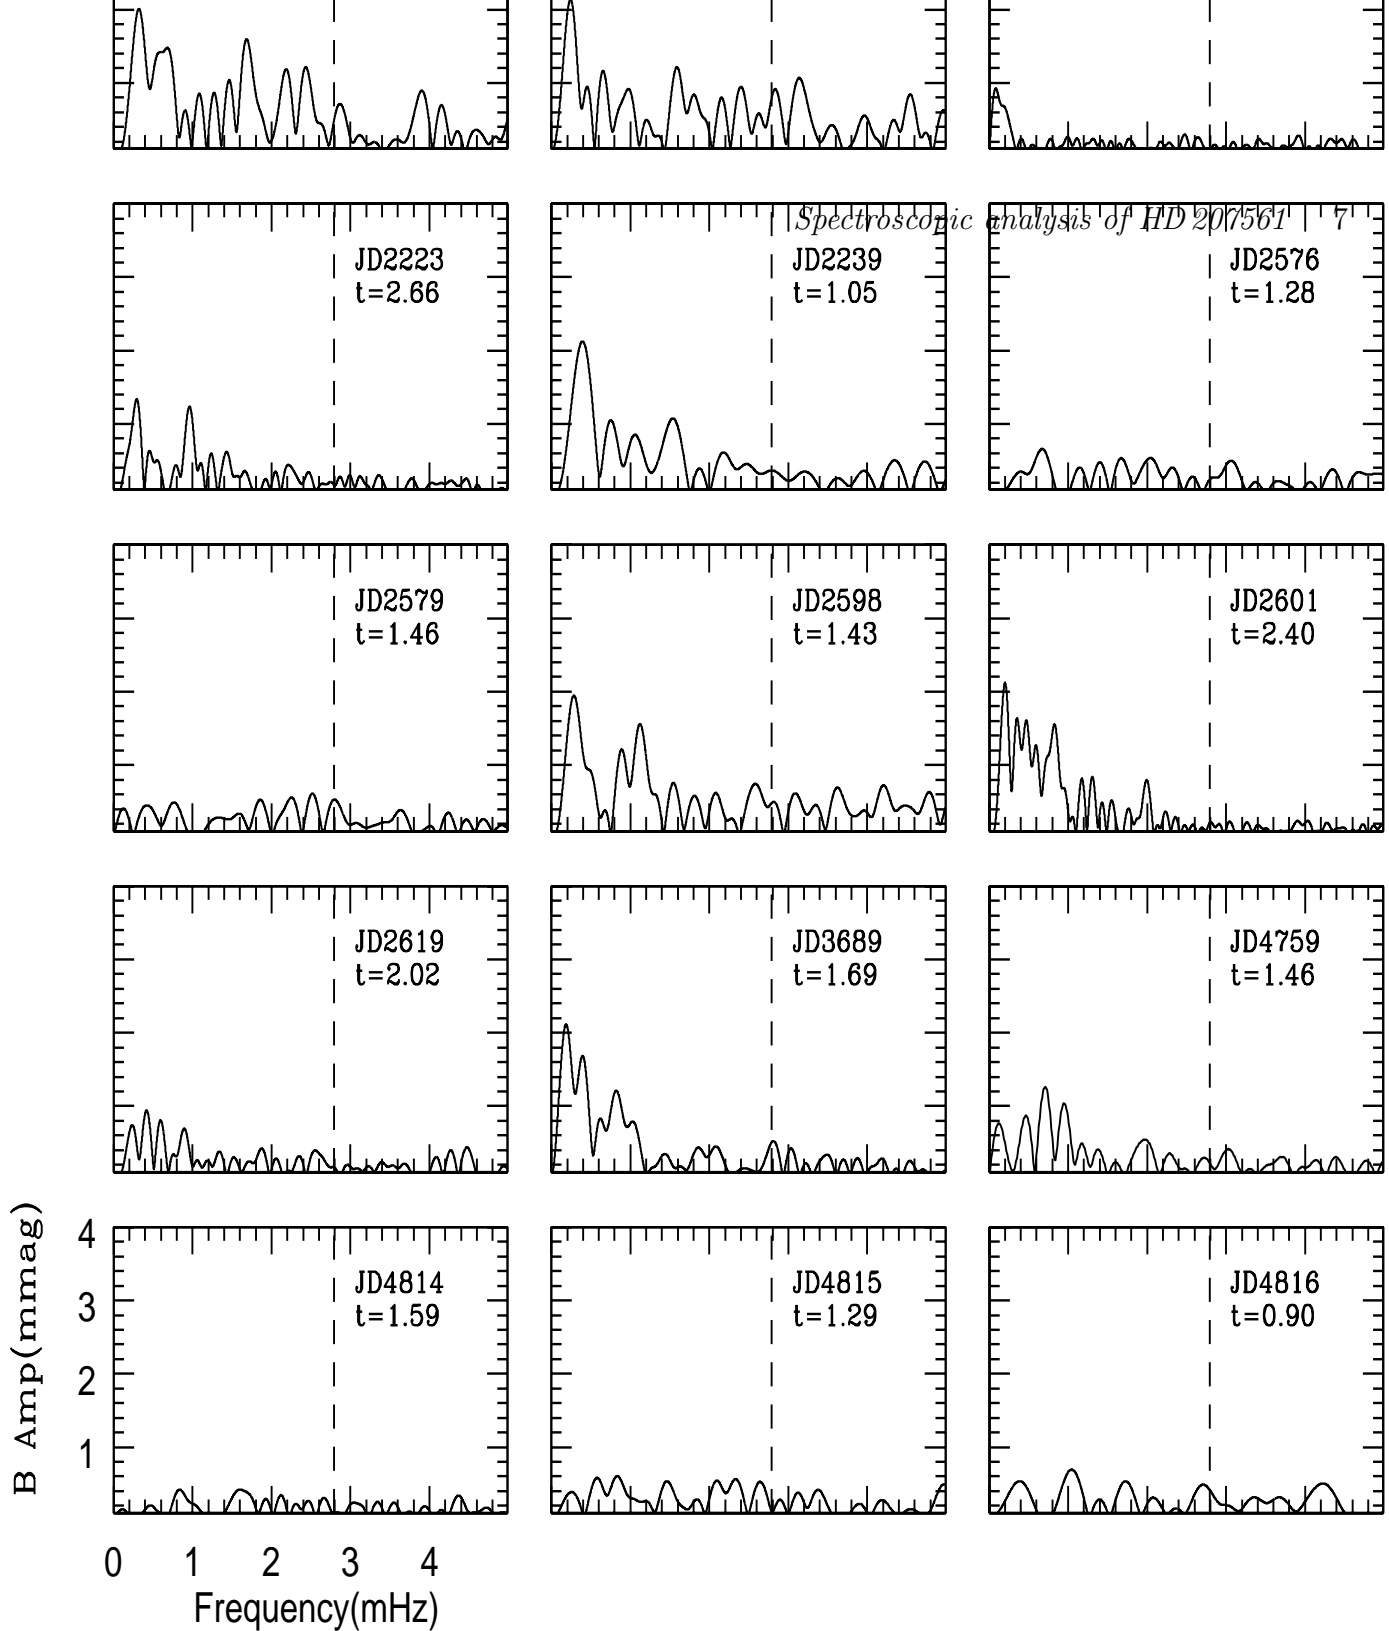 Spectroscopic analysis of HD 207561 7
JD2223
t=2.66
JD2239
t=1.05
JD2576
t=1.28
JD2579
t=1.46
JD2598
t=1.43
JD2601
t=2.40
JD2619
t=2.02
JD3689
t=1.69
JD4759
t=1.46
B Amp(mmag)
4
3
2
1
JD4814
t=1.59
JD4815
t=1.29
JD4816
t=0.90
0 1 2 3 4
Frequency(mHz)